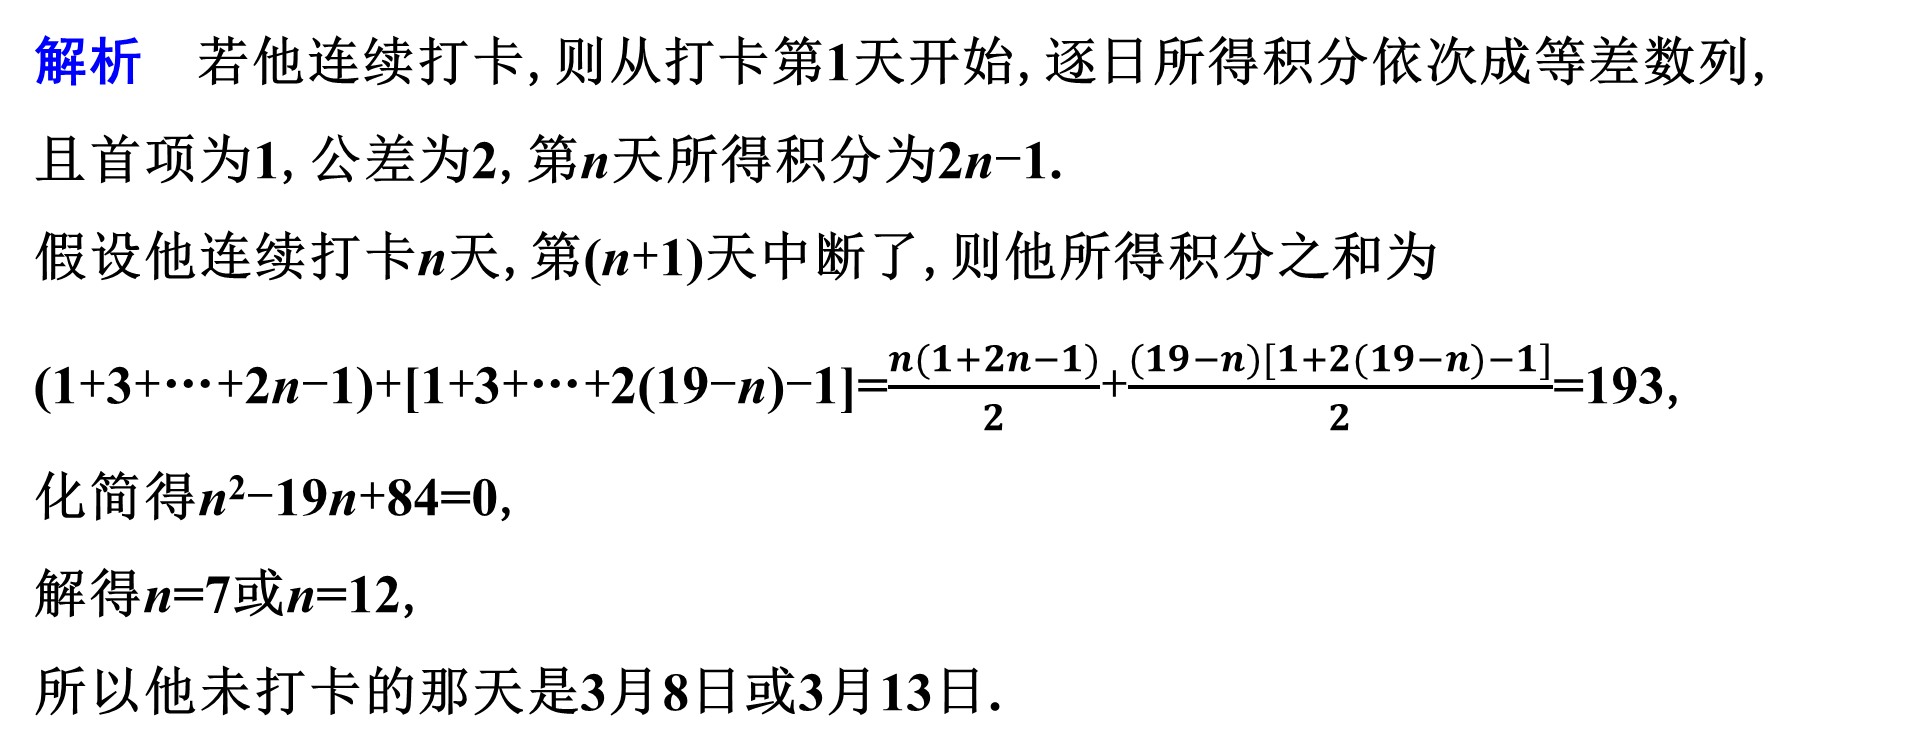 解析　若他连续打卡,则从打卡第1天开始,逐日所得积分依次成等差数列,
且首项为1,公差为2,第n天所得积分为2n−1.
假设他连续打卡n天,第(n+1)天中断了,则他所得积分之和为
(1+3+⋯+2n−1)+[1+3+⋯+2(19−n)−1]=\frac{n(1+2n−1)}{2}+\frac{(19−n)[1+2(19−n)−1]}{2}=193,
化简得n²−19n+84=0,
解得n=7或n=12,
所以他未打卡的那天是3月8日或3月13日.